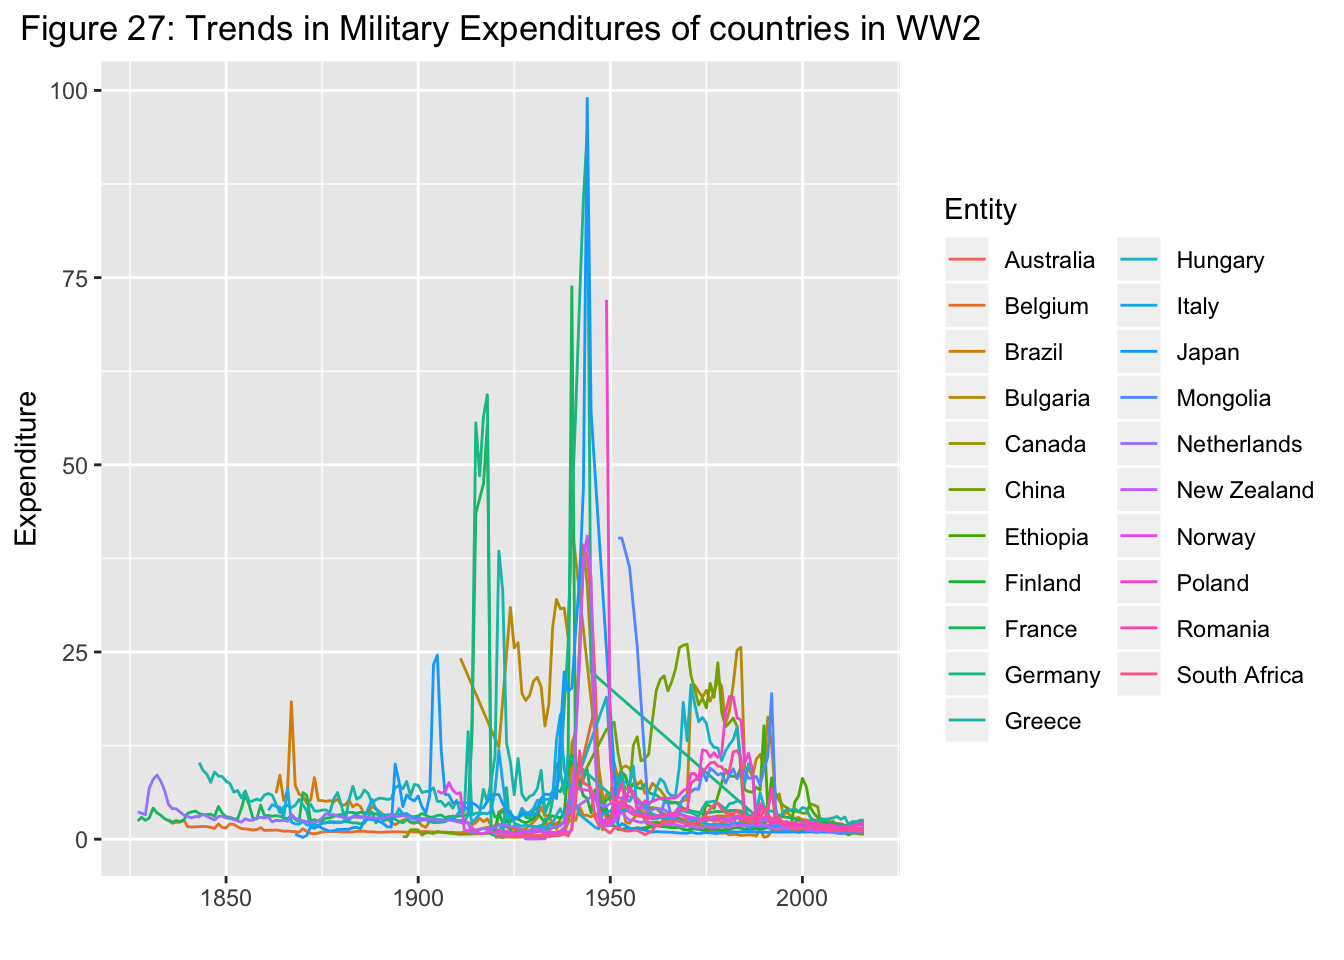 Figure 27: Trends in Military Expenditures of countries in WW2
100
75
50
25
0
Expenditure
1850
1900
1950
2000
Entity
Australia
Belgium
Brazil
Bulgaria
Canada
China
Ethiopia
Finland
France
Germany
Greece
Hungary
Italy
Japan
Mongolia
Netherlands
New Zealand
Norway
Poland
Romania
South Africa